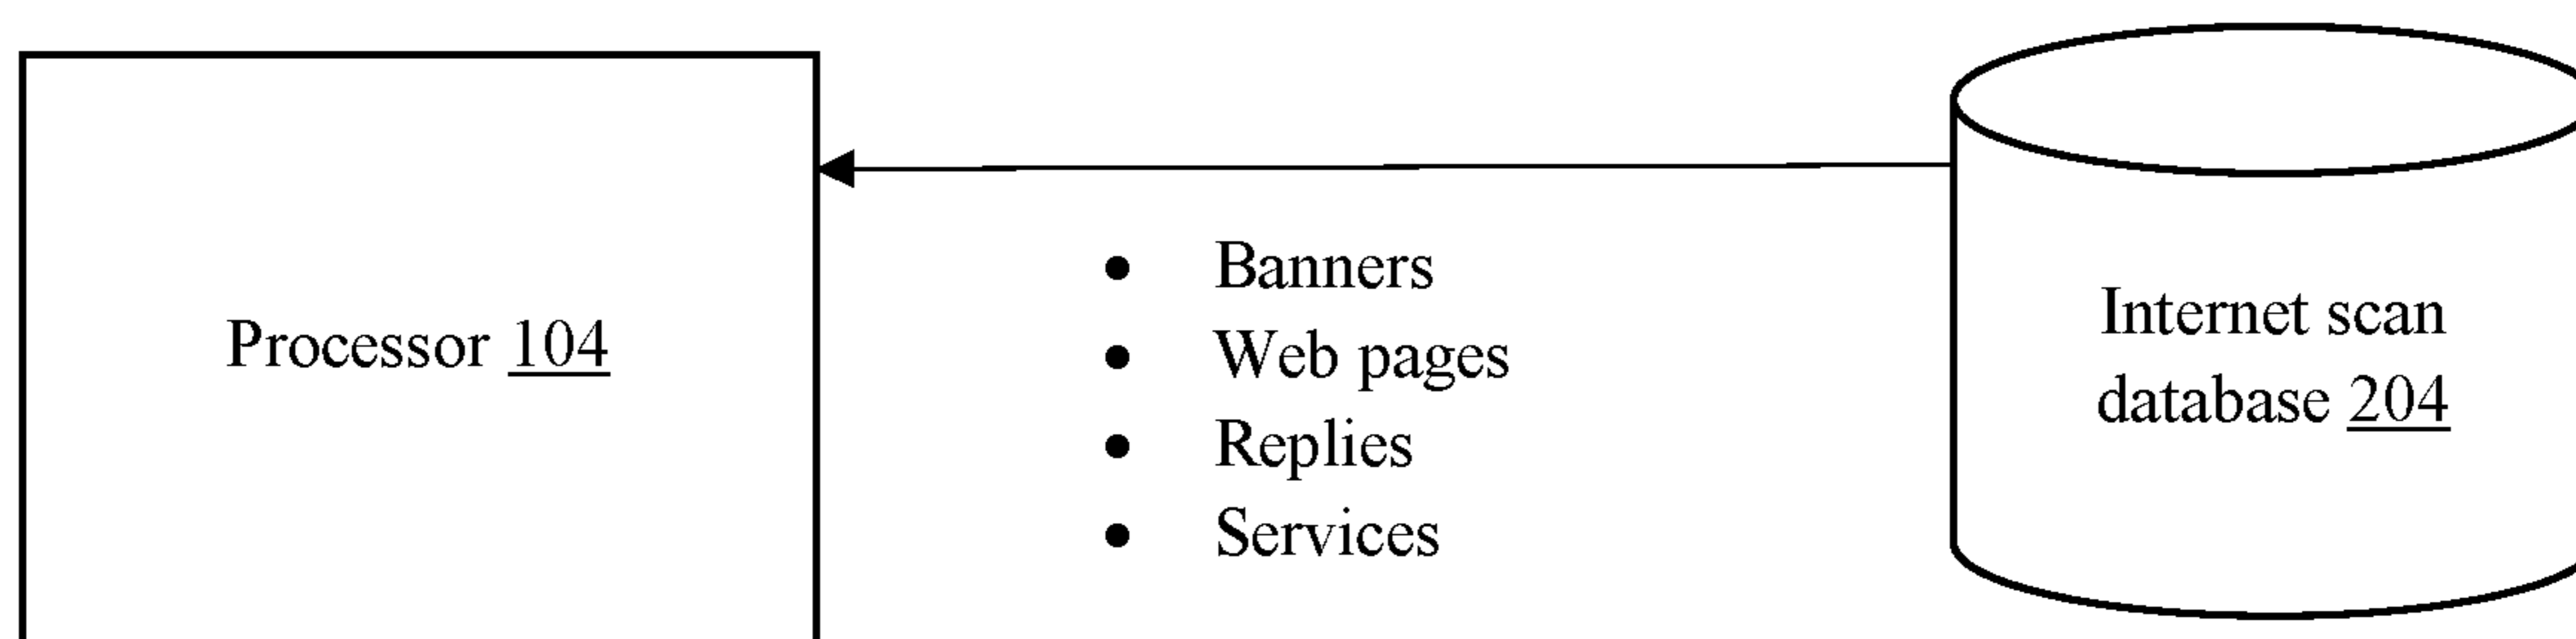 Processor 104
• Banners
• Web pages
• Replies
• Services
Internet scan
database 204